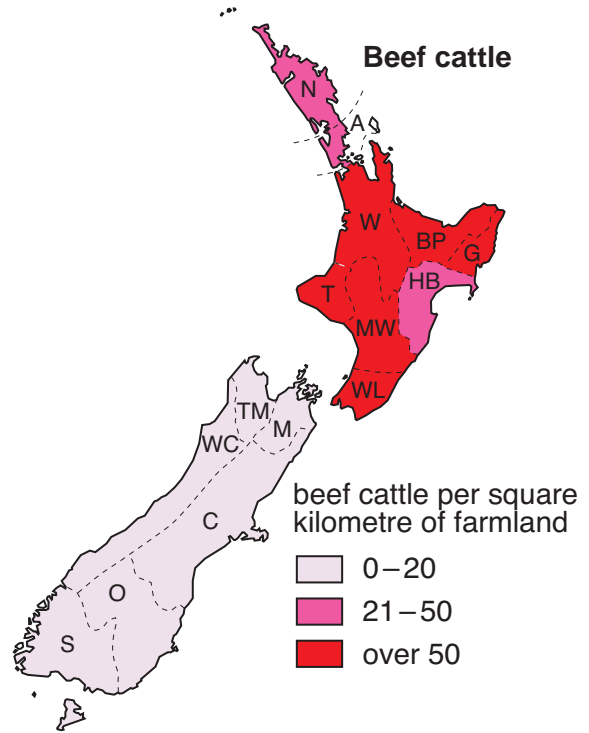 Beef cattle
N
A
W
BP
G
HB
T
MW
WL
TM
M
WC
C
O
S
beef cattle per square
kilometre of farmland
0–20
21–50
over 50